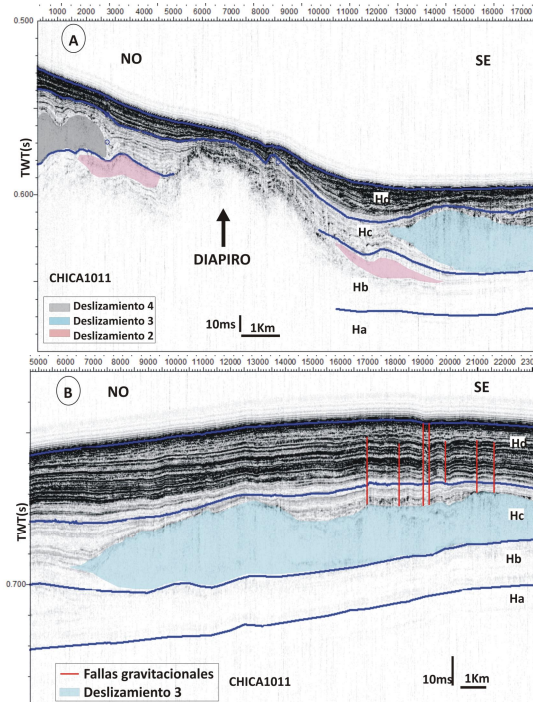 1000 2000 3000 4000 5000 6000 7000 8000 9000 10000 11000 12000 13000 14000 15000 16000 17000
0.500
A
NO
SE
TWT(s)
0.600
Hd
Hc
DIAPIRO
Hb
CHICA1011
Ha
Deslizamiento 4
Deslizamiento 3
Deslizamiento 2
10ms
1Km
5000 6000 7000 8000 9000 10000 11000 12000 13000 14000 15000 16000 17000 18000 19000 20000 21000 22000 23000
B
NO
SE
Hd
TWT(s)
Hc
Hb
0.700
Ha
Fallas gravitacionales
Deslizamiento 3
CHICA1011
10ms
1Km